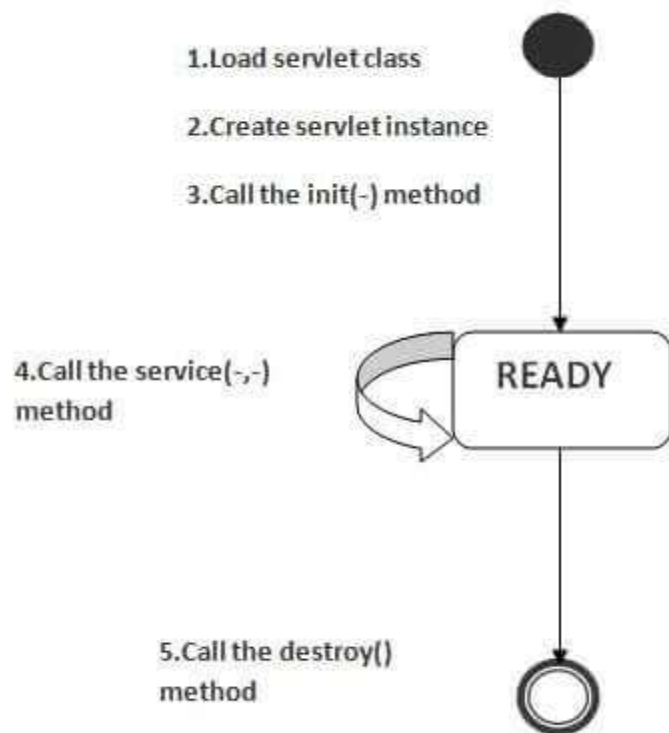 1.Load servlet class
2.Create servlet instance
3.Call the init(-) method
READY
4.Call the service(-,-)
method
5.Call the destroy()
method